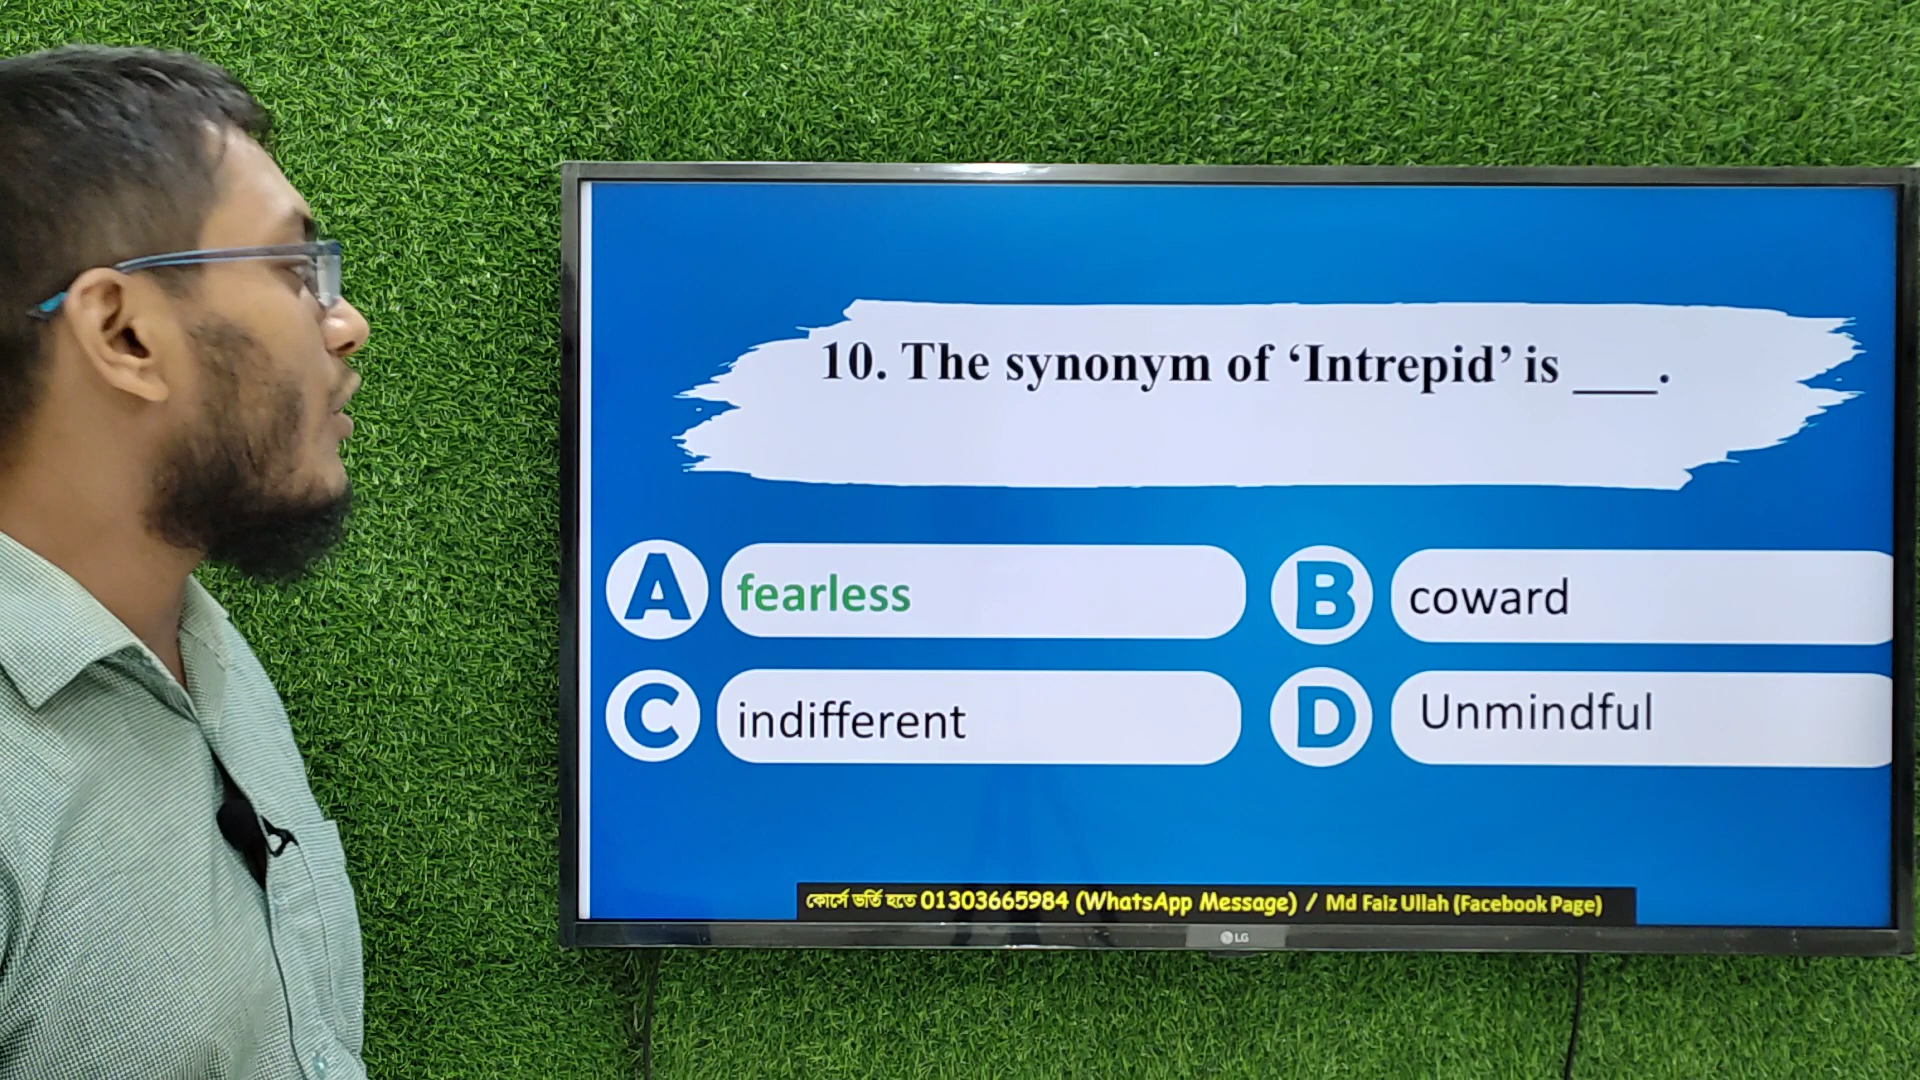 10. The synonym of ‘Intrepid’ is ____.
A fearless
B coward
C indifferent
D Unmindful
কোর্সে ভর্তি হতে 01303665984 (WhatsApp Message) / Md Faiz Ullah (Facebook Page)
LG